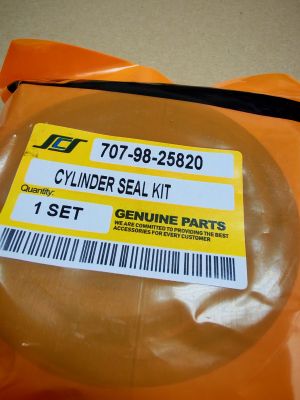 SCS
707-98-25820
CYLINDER SEAL KIT
Quantity:
1 SET
GENUINE PARTS
WE ARE COMMITTED TO PROVIDING THE BEST
ACCESSORIES FOR EVERY CUSTOMER